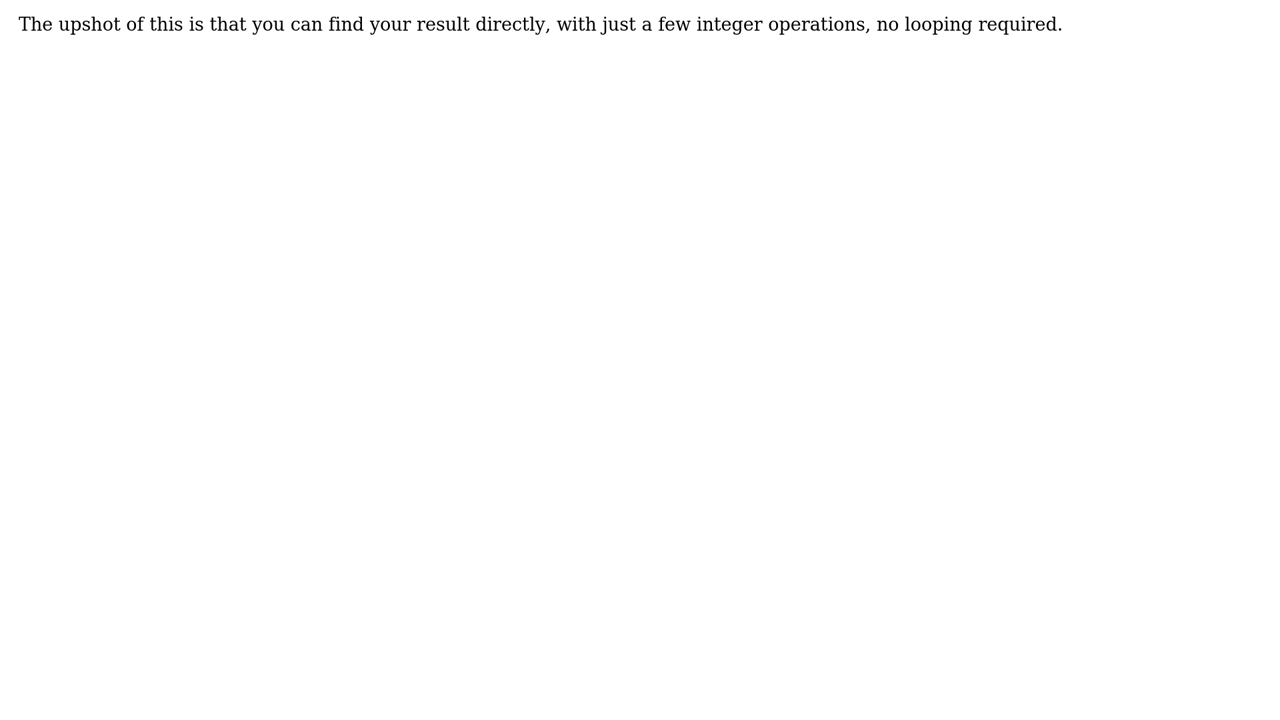 The upshot of this is that you can find your result directly, with just a few integer operations, no looping required.